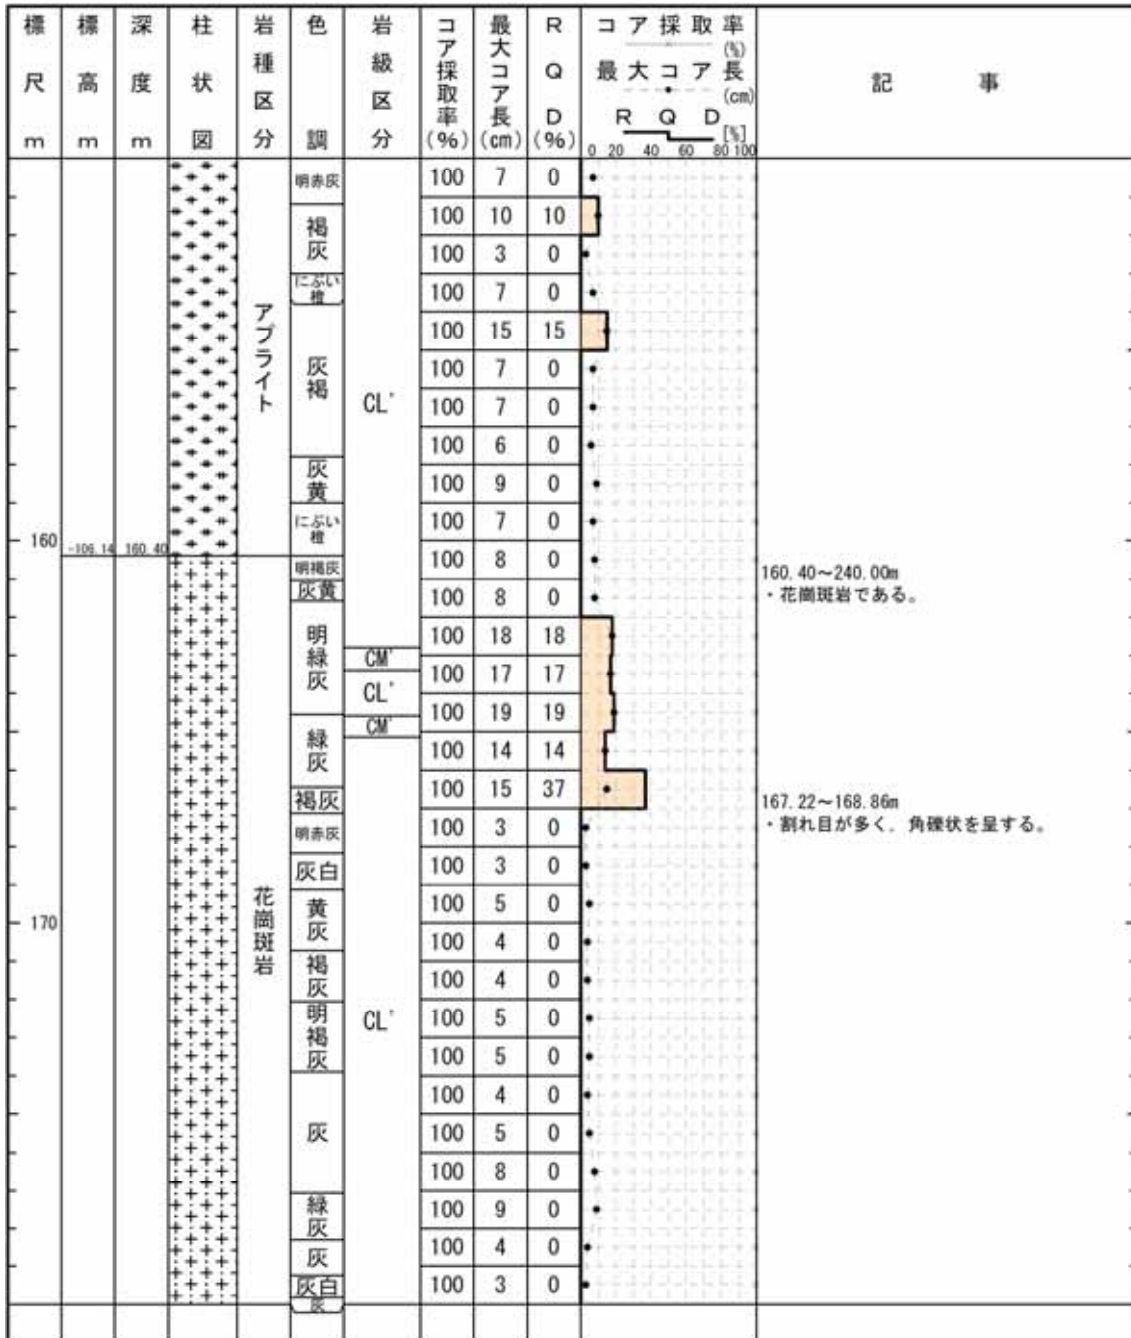 標尺m
標高m
深度m
柱状図
岩種区分
色調
岩級区分
コア採取率(%)
最大コア長(cm)
RQD(%)
コア採取率
(%)
最大コア長
(cm)
R Q D
[%]
0 20 40 60 80 100
記事
明赤灰
褐灰
にぶい橙
灰褐
灰黄
にぶい橙
明褐灰
灰黄
明緑灰
緑灰
褐灰
明赤灰
灰白
黄灰
褐灰
明褐灰
灰
緑灰
灰
灰白
灰
アプライト
花崗斑岩
CL'
CM'
CL'
CM'
CL'
160
-106.14 160.40
170
100 7 0
100 10 10
100 3 0
100 7 0
100 15 15
100 7 0
100 7 0
100 6 0
100 9 0
100 7 0
100 8 0
100 8 0
100 18 18
100 17 17
100 19 19
100 14 14
100 15 37
100 3 0
100 3 0
100 5 0
100 4 0
100 4 0
100 5 0
100 5 0
100 4 0
100 5 0
100 8 0
100 9 0
100 4 0
100 3 0
160.40～240.00m
・花崗斑岩である。
167.22～168.86m
・割れ目が多く、角礫状を呈する。